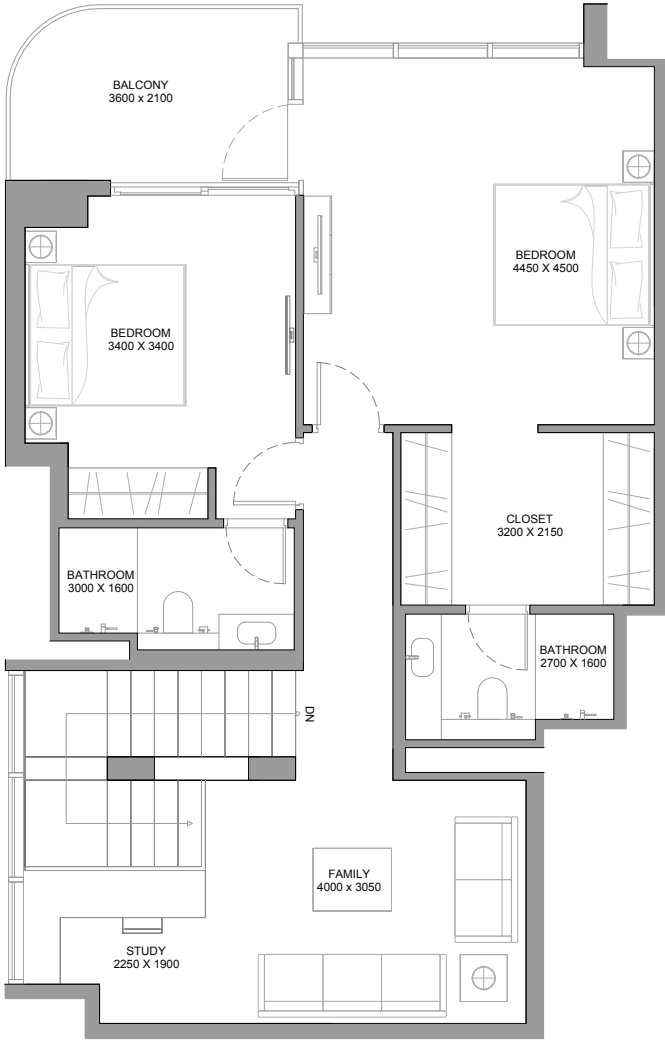 BALCONY
3600 x 2100
BEDROOM
4450 X 4500
BEDROOM
3400 X 3400
CLOSET
3200 X 2150
BATHROOM
3000 X 1600
BATHROOM
2700 X 1600
DN
FAMILY
4000 x 3050
STUDY
2250 X 1900